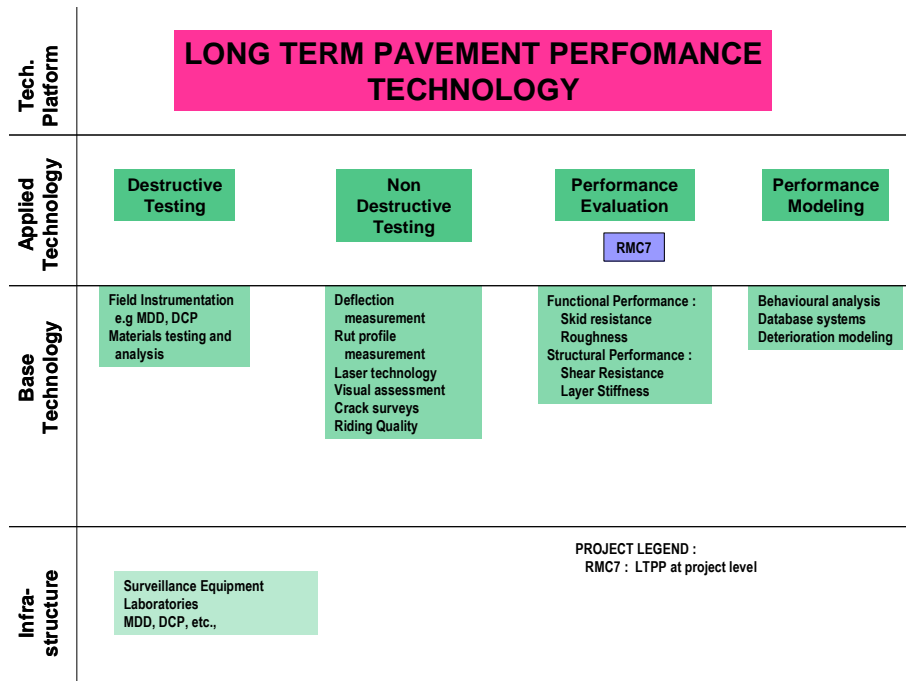 Tech.
Platform
LONG TERM PAVEMENT PERFOMANCE
TECHNOLOGY
Applied
Technology
Destructive
Testing
Non
Destructive
Testing
Performance
Evaluation
RMC7
Performance
Modeling
Base
Technology
Field Instrumentation
e.g MDD, DCP
Materials testing and
analysis
Deflection
measurement
Rut profile
measurement
Laser technology
Visual assessment
Crack surveys
Riding Quality
Functional Performance :
Skid resistance
Roughness
Structural Performance :
Shear Resistance
Layer Stiffness
Behavioural analysis
Database systems
Deterioration modeling
Infra-
structure
Surveillance Equipment
Laboratories
MDD, DCP, etc.,
PROJECT LEGEND :
RMC7 : LTPP at project level